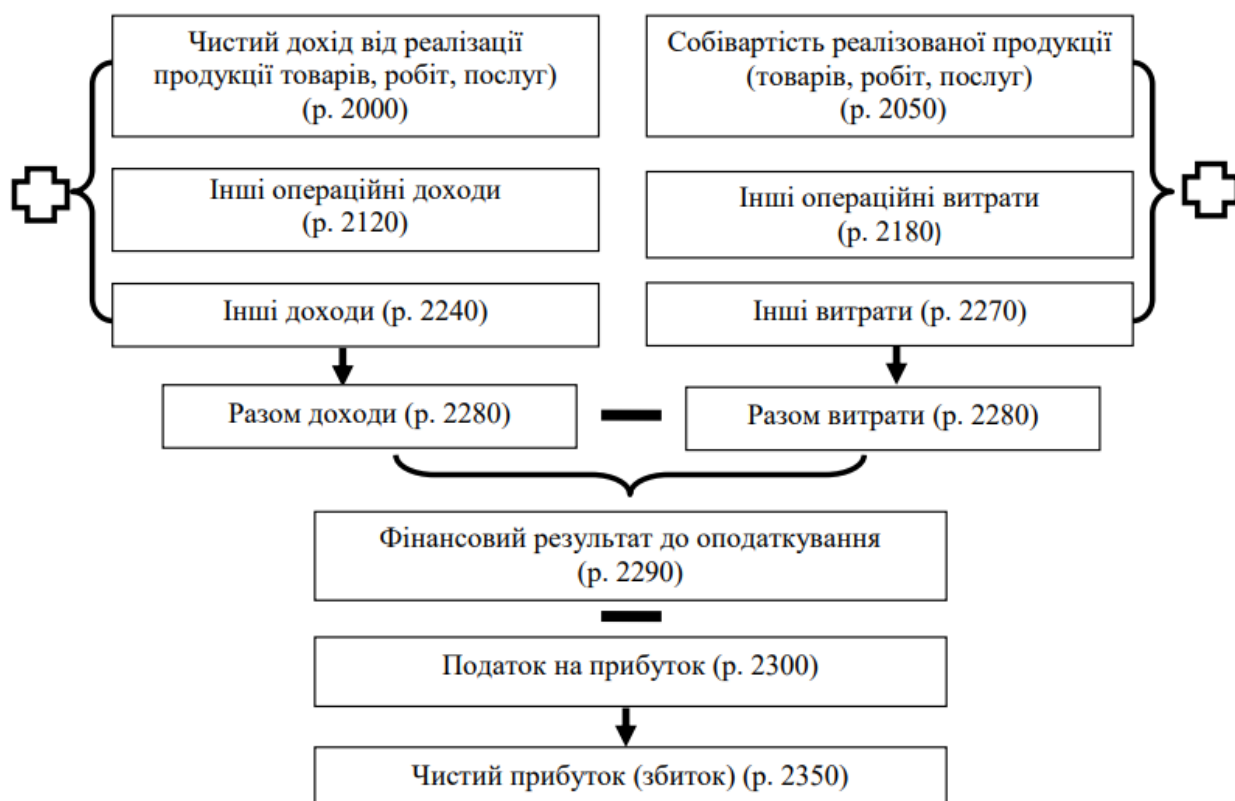 Чистий дохід від реалізації
продукції товарів, робіт, послуг)
(р. 2000)
Собівартість реалізованої продукції
(товарів, робіт, послуг)
(р. 2050)
Інші операційні доходи
(р. 2120)
Інші операційні витрати
(р. 2180)
Інші доходи (р. 2240)
Інші витрати (р. 2270)
Разом доходи (р. 2280)
Разом витрати (р. 2280)
Фінансовий результат до оподаткування
(р. 2290)
Податок на прибуток (р. 2300)
Чистий прибуток (збиток) (р. 2350)